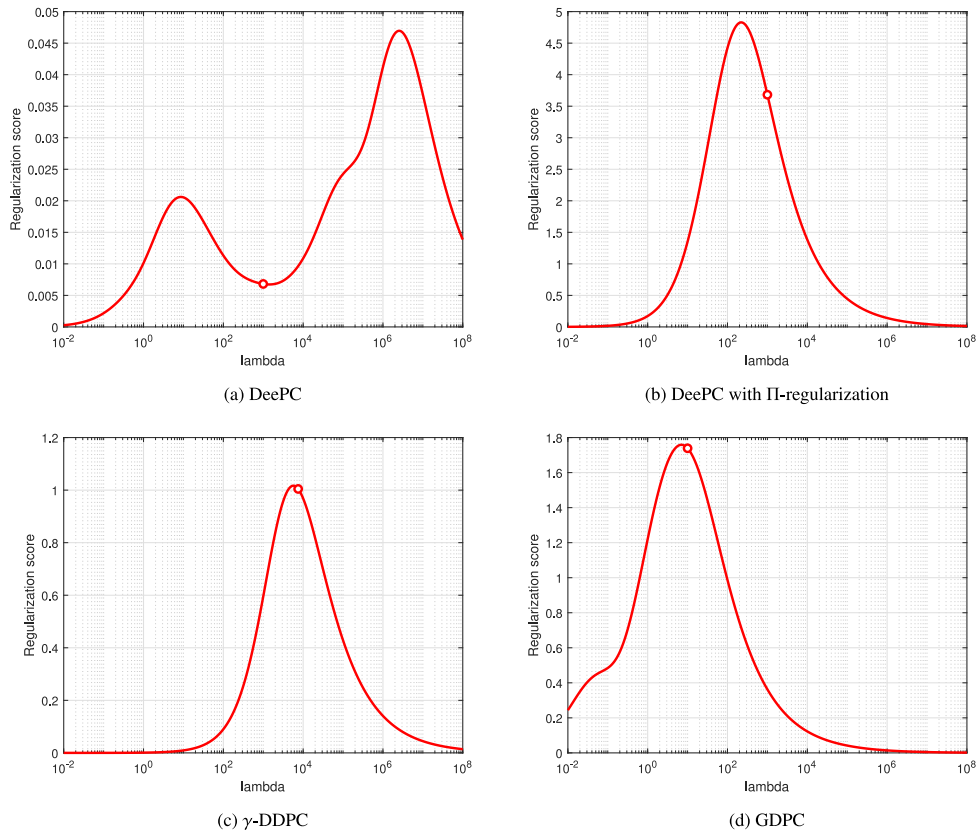 0.05
0.045
0.04
0.035
0.03
0.025
0.02
0.015
0.01
0.005
0
Regularization score
10^-2 10^0 10^2 10^4 10^6 10^8
lambda
(a) DeePC
5
4.5
4
3.5
3
2.5
2
1.5
1
0.5
0
Regularization score
10^-2 10^0 10^2 10^4 10^6 10^8
lambda
(b) DeePC with Π-regularization
1.2
1
0.8
0.6
0.4
0.2
0
Regularization score
10^-2 10^0 10^2 10^4 10^6 10^8
lambda
(c) γ-DDPC
1.8
1.6
1.4
1.2
1
0.8
0.6
0.4
0.2
0
Regularization score
10^-2 10^0 10^2 10^4 10^6 10^8
lambda
(d) GDPC